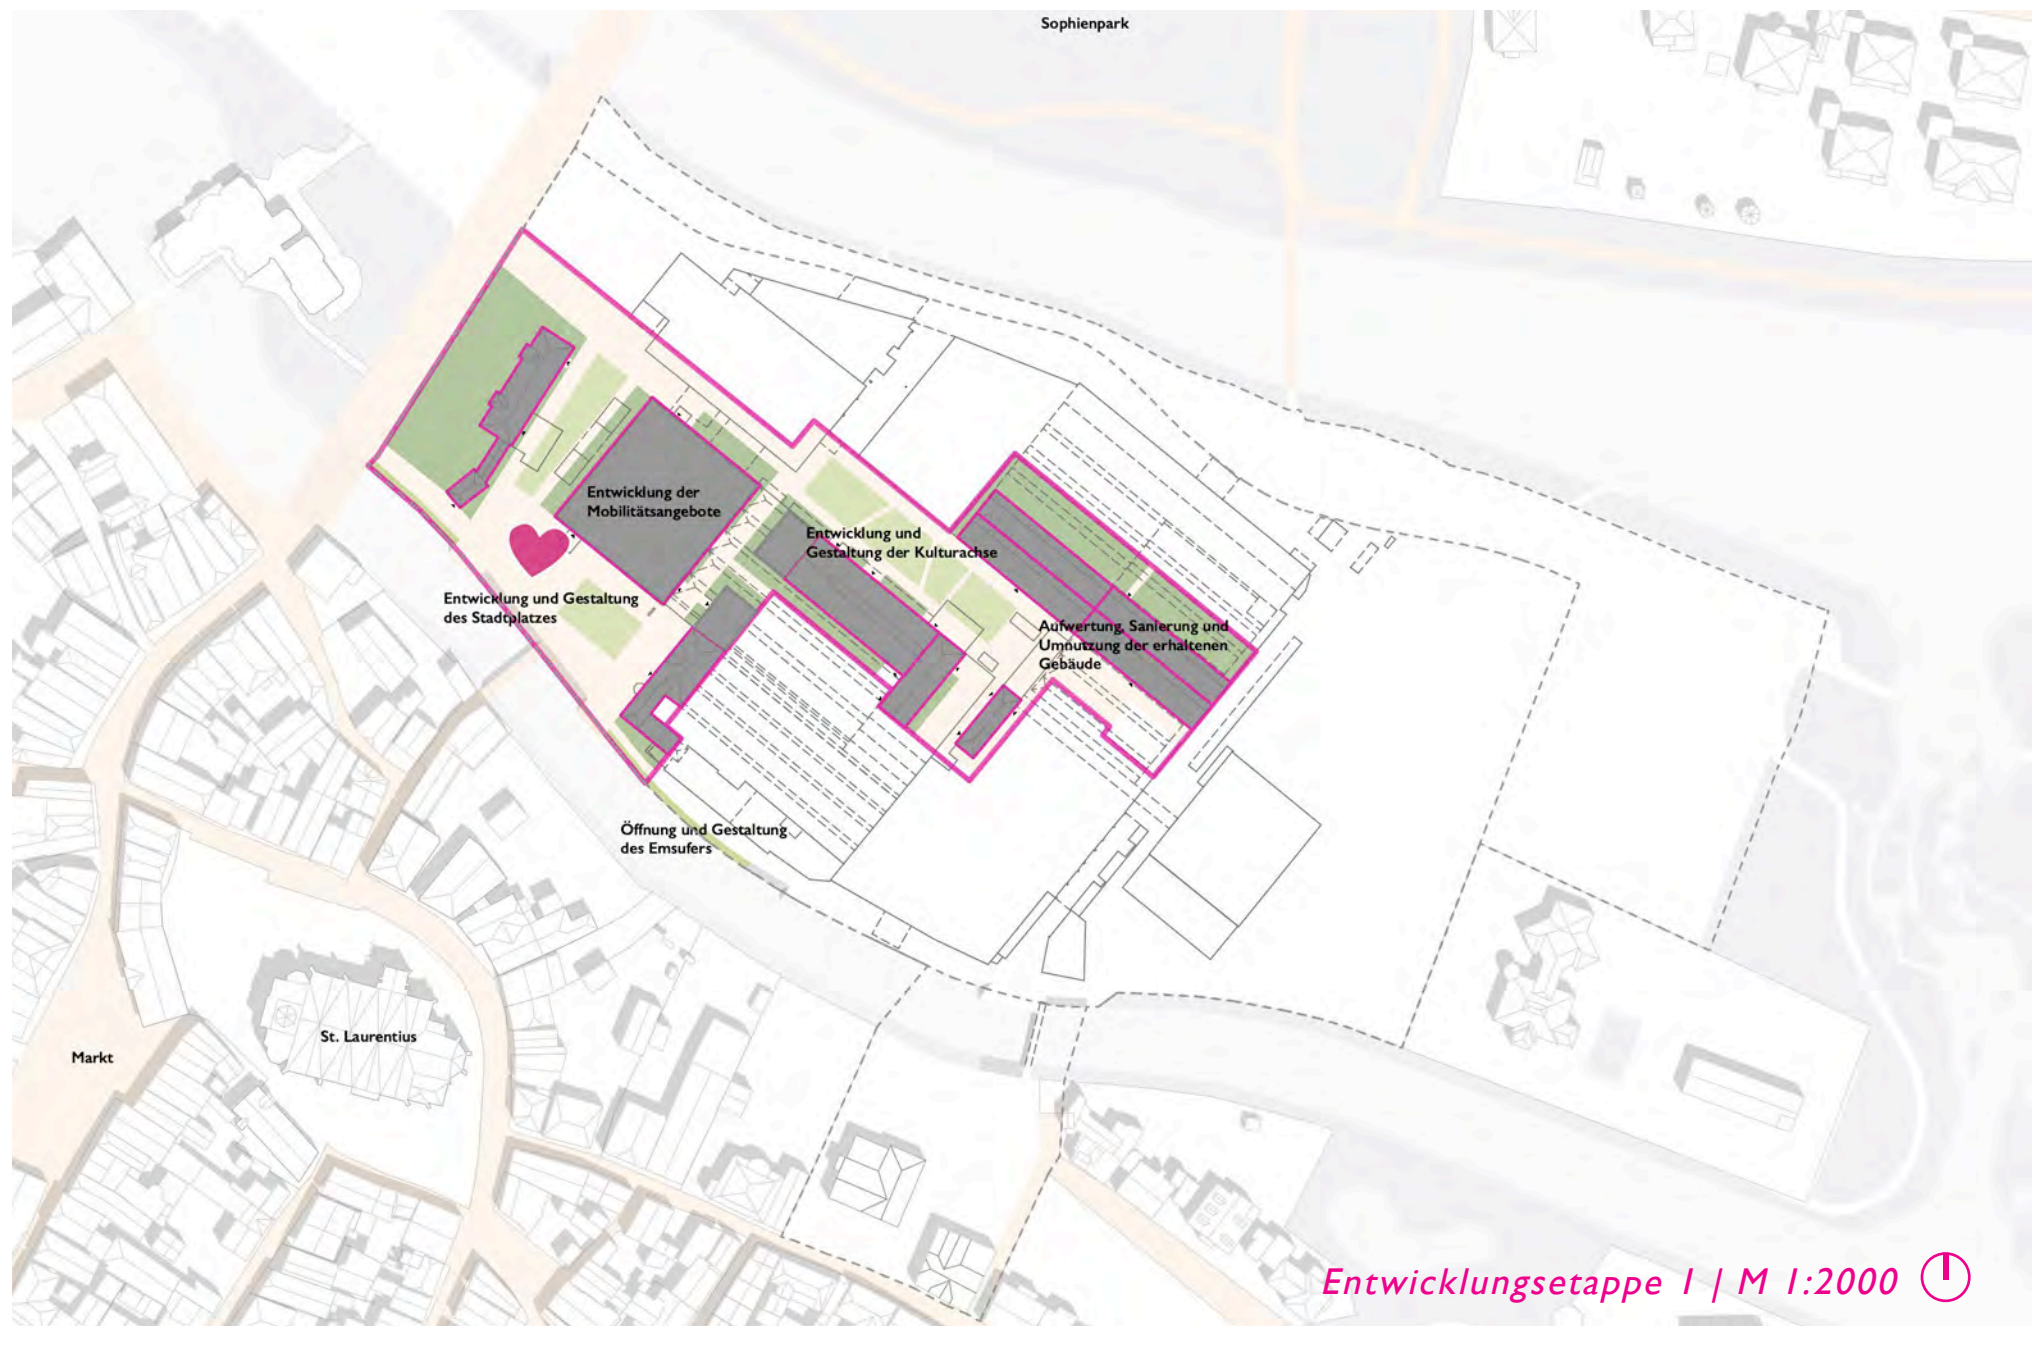 Sophienpark
Entwicklung der
Mobilitätsangebote
Entwicklung und
Gestaltung der Kulturachse
Entwicklung und Gestaltung
des Stadtplatzes
Aufwertung, Sanierung und
Umnutzung der erhaltenen
Gebäude
Öffnung und Gestaltung
des Emsufers
St. Laurentius
Markt
Entwicklungsetappe 1 | M 1:2000